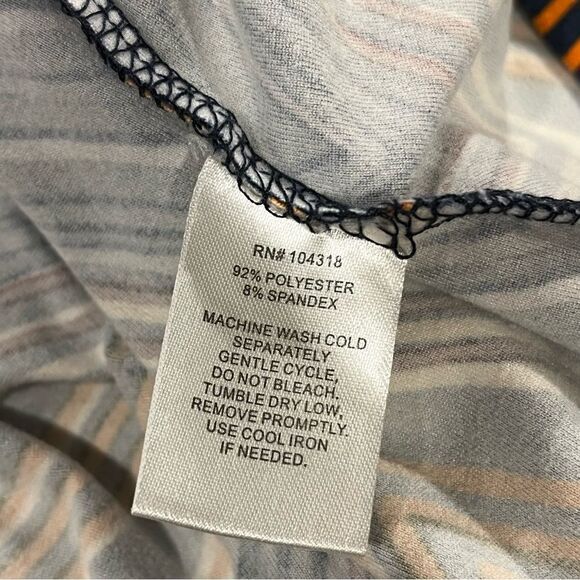 RN# 104318
92% POLYESTER
8% SPANDEX
MACHINE WASH COLD
SEPARATELY
GENTLE CYCLE,
DO NOT BLEACH.
TUMBLE DRY LOW,
REMOVE PROMPTLY.
USE COOL IRON
IF NEEDED.